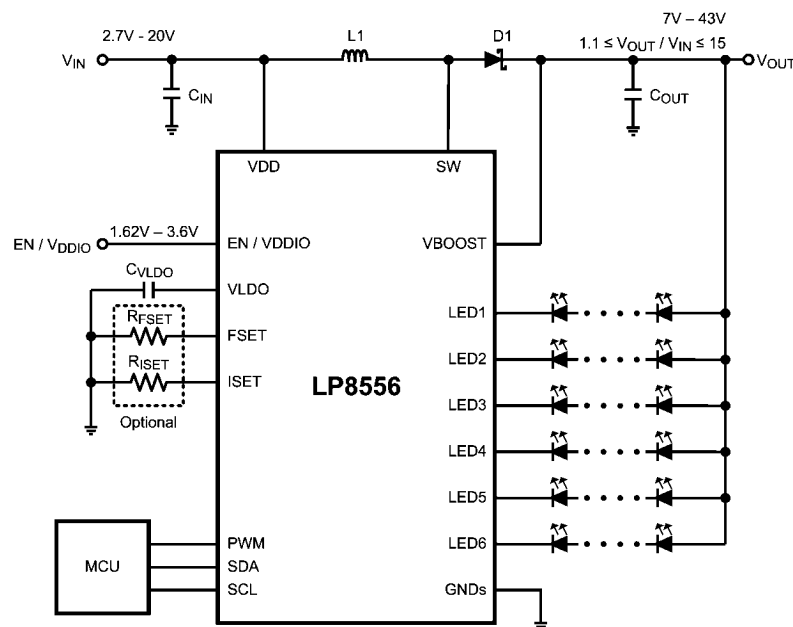 7V – 43V
2.7V - 20V
L1
D1
1.1 ≤ VOUT / VIN ≤ 15
VIN
VOUT
CIN
COUT
VDD
SW
1.62V – 3.6V
EN / VDDIO
EN / VDDIO
VBOOST
CVLDO
VLDO
RFSET
FSET
LED1
RISET
ISET
LED2
LP8556
LED3
Optional
LED4
LED5
PWM
LED6
MCU
SDA
SCL
GNDs